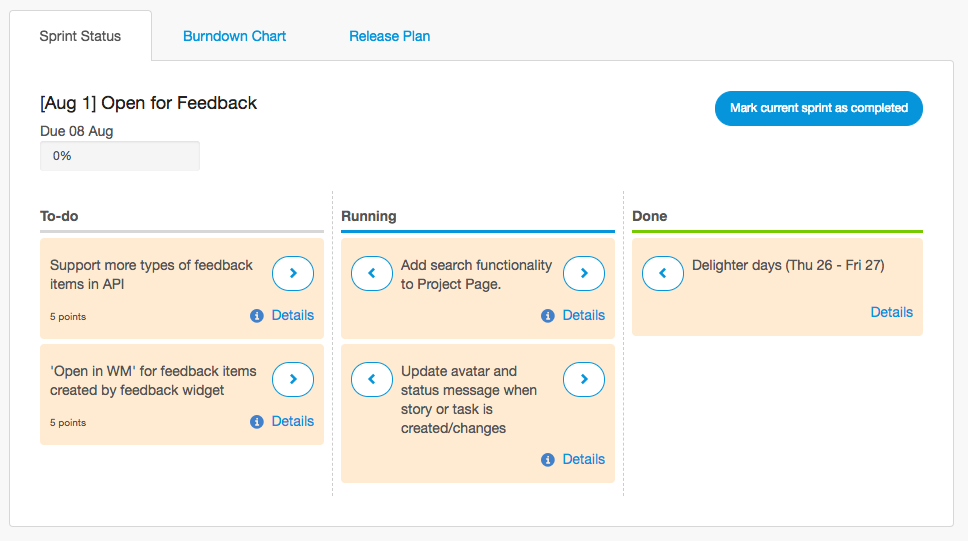 Sprint Status
Burndown Chart
Release Plan
[Aug 1] Open for Feedback
Mark current sprint as completed
Due 08 Aug
0%
To-do
Support more types of feedback
items in API
5 points
Details
'Open in WM' for feedback items
created by feedback widget
5 points
Details
Running
Add search functionality
to Project Page.
Details
Update avatar and
status message when
story or task is
created/changes
Details
Done
Delighter days (Thu 26 - Fri 27)
Details